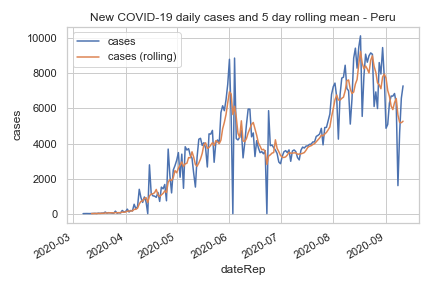 New COVID-19 daily cases and 5 day rolling mean - Peru
cases
cases (rolling)
10000
8000
6000
4000
2000
0
cases
2020-03
2020-04
2020-05
2020-06
2020-07
2020-08
2020-09
dateRep